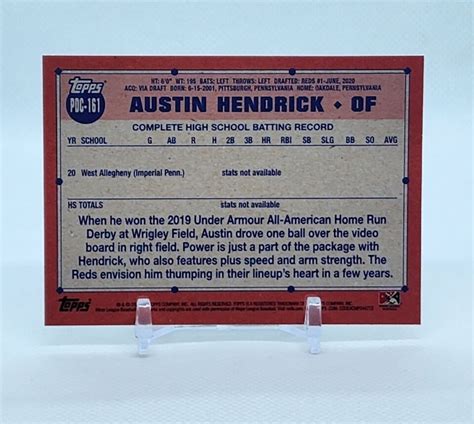 Topps
PDC-161
HT: 6'0" WT: 195 BATS: LEFT THROWS: LEFT DRAFTED: REDS #1-JUNE, 2020
ACQ: VIA DRAFT BORN: 6-15-2001, PITTSBURGH, PENNSYLVANIA HOME: OAKDALE, PENNSYLVANIA
AUSTIN HENDRICK • OF
COMPLETE HIGH SCHOOL BATTING RECORD
YR SCHOOL G AB R H 2B 3B HR RBI SB SLG BB SO AVG
20 West Allegheny (Imperial Penn.) stats not available
HS TOTALS stats not available
When he won the 2019 Under Armour All-American Home Run
Derby at Wrigley Field, Austin drove one ball over the video
board in right field. Power is just a part of the package with
Hendrick, who also features plus speed and arm strength. The
Reds envision him thumping in their lineup's heart in a few years.
Topps